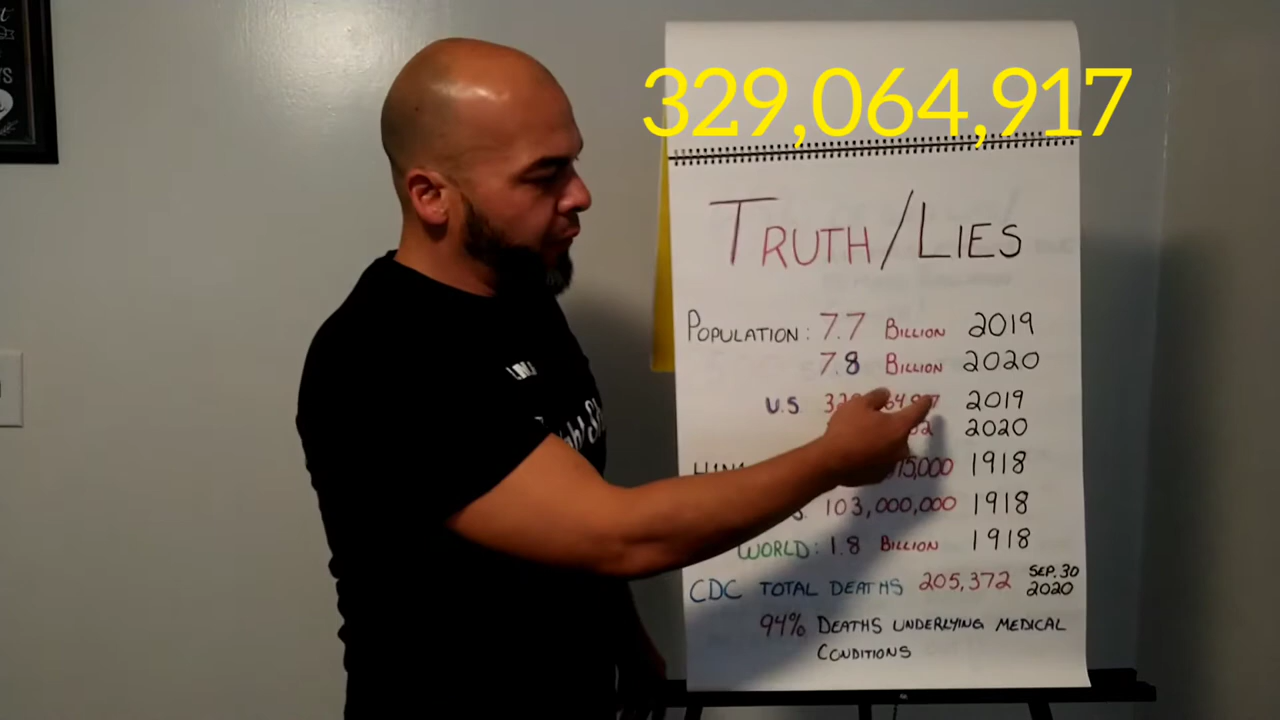 329,064,917
TRUTH/LIES
POPULATION: 7.7 BILLION 2019
7.8 BILLION 2020
U.S. 2019
2020
H1N1 1918
103,000,000 1918
WORLD: 1.8 BILLION 1918
CDC TOTAL DEATHS 205,372 SEP. 30 2020
94% DEATHS UNDERLYING MEDICAL
CONDITIONS